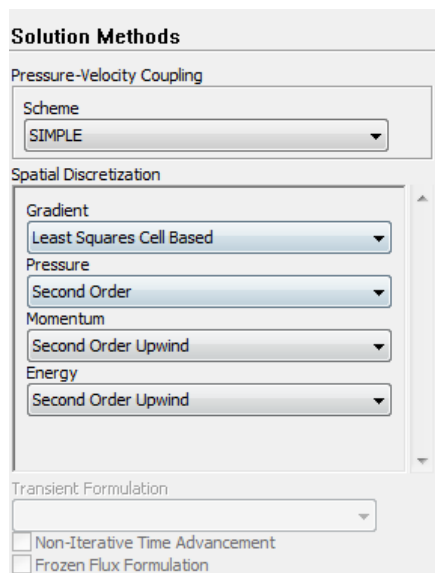 Solution Methods
Pressure-Velocity Coupling
Scheme
SIMPLE
Spatial Discretization
Gradient
Least Squares Cell Based
Pressure
Second Order
Momentum
Second Order Upwind
Energy
Second Order Upwind
Transient Formulation
Non-Iterative Time Advancement
Frozen Flux Formulation